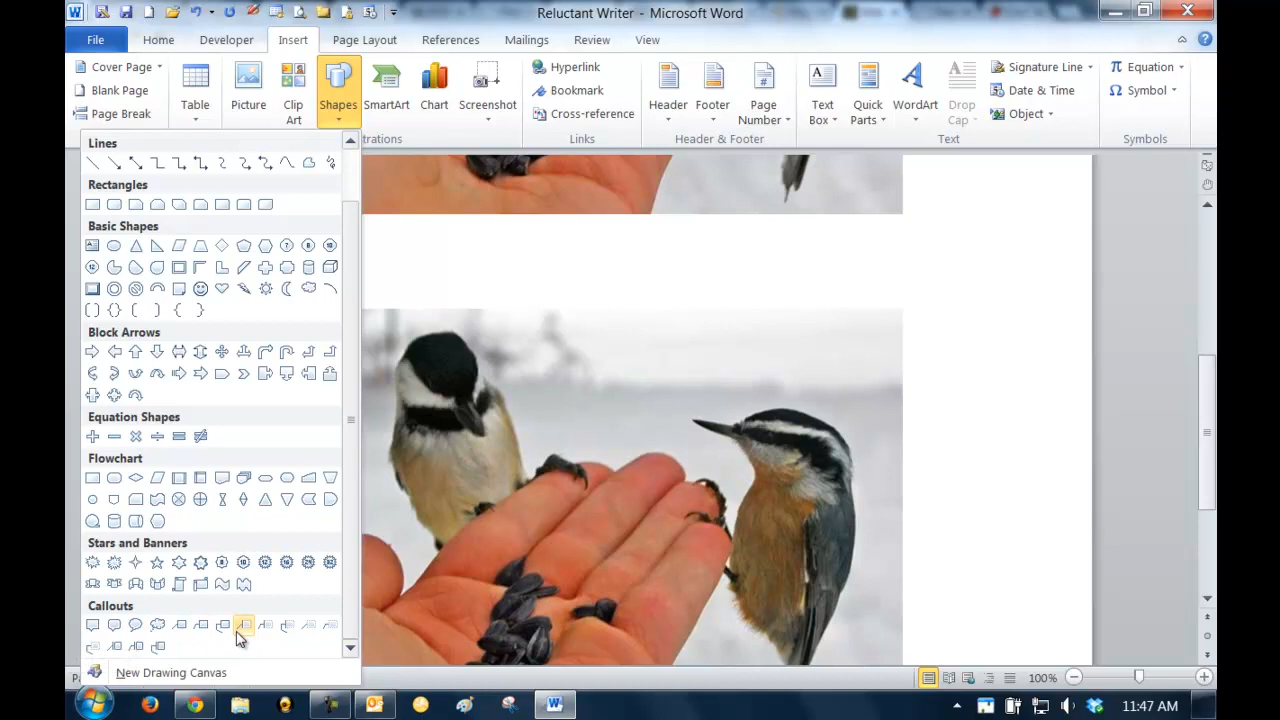 Reluctant Writer - Microsoft Word
File Home Developer Insert Page Layout References Mailings Review View
Cover Page
Blank Page
Page Break
Table
Picture
Clip Art
Shapes
SmartArt
Chart
Screenshot
Hyperlink
Bookmark
Cross-reference
Header
Footer
Page Number
Text Box
Quick Parts
WordArt
Drop Cap
Signature Line
Date & Time
Object
Equation
Symbol
trations
Links
Header & Footer
Text
Symbols
Lines
Rectangles
Basic Shapes
Block Arrows
Equation Shapes
Flowchart
Stars and Banners
Callouts
New Drawing Canvas
100%
11:47 AM